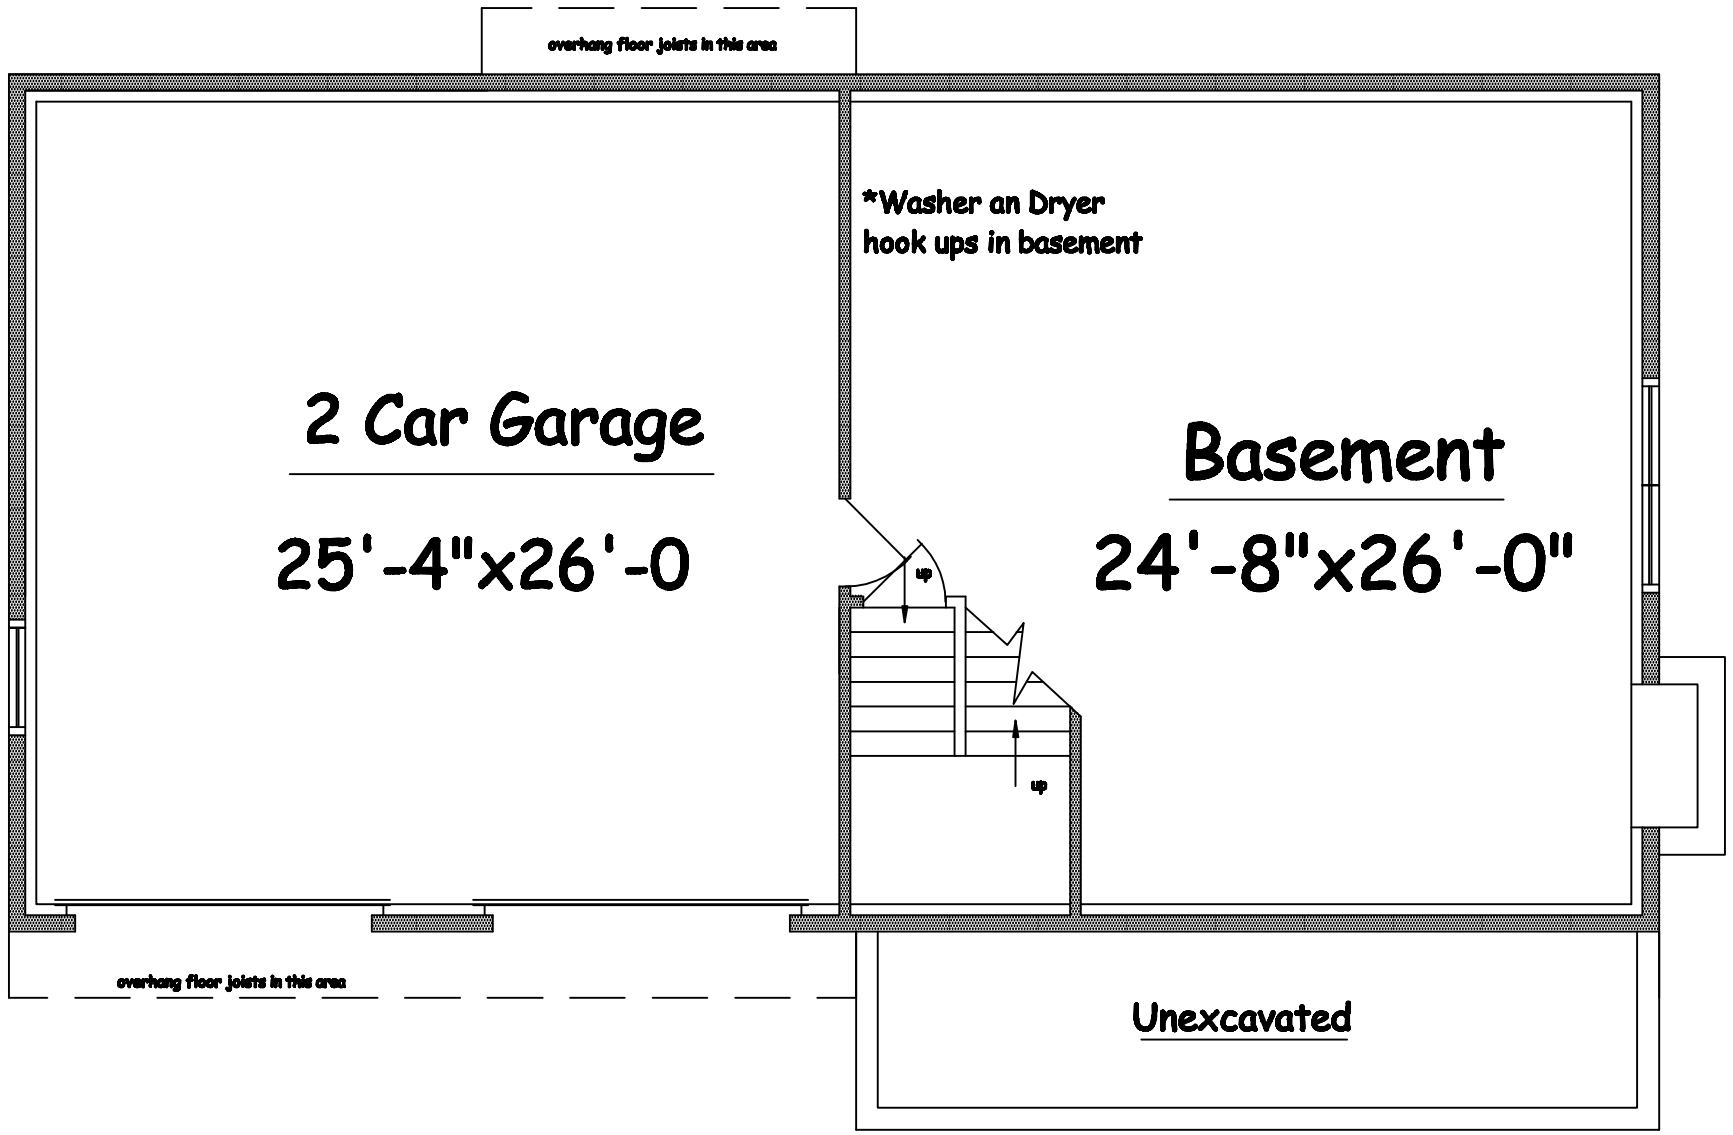 overhang floor joists in this area
*Washer an Dryer
hook ups in basement
2 Car Garage
25'-4"x26'-0
Basement
24'-8"x26'-0"
up
up
overhang floor joists in this area
Unexcavated